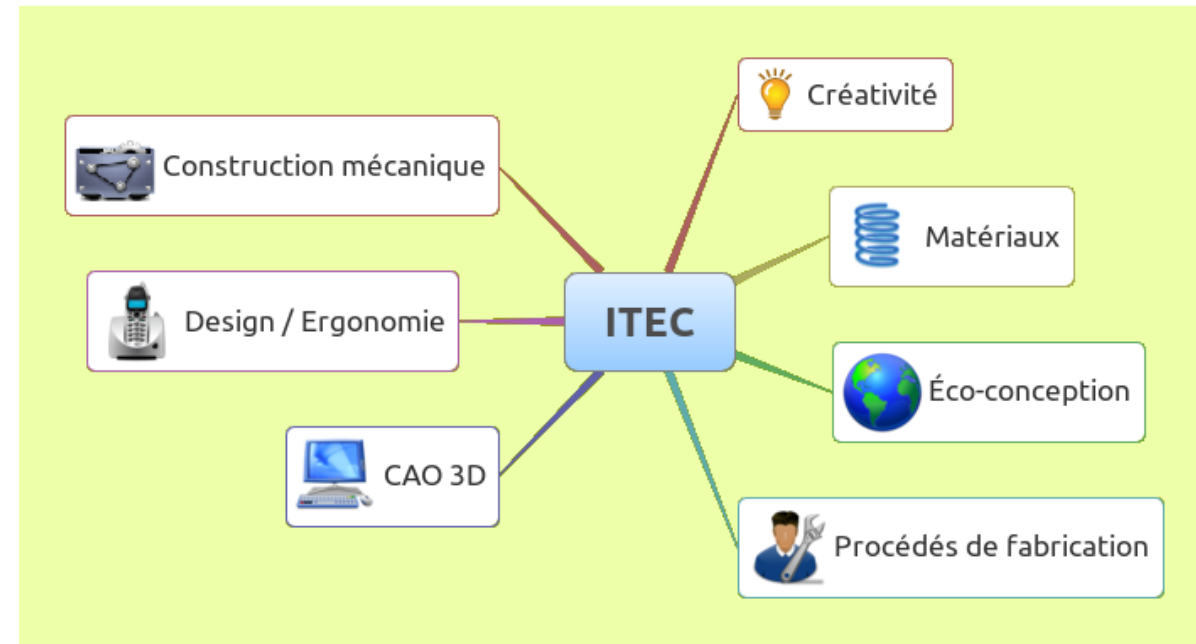 Créativité
Construction mécanique
Matériaux
Design / Ergonomie
ITEC
Éco-conception
CAO 3D
Procédés de fabrication